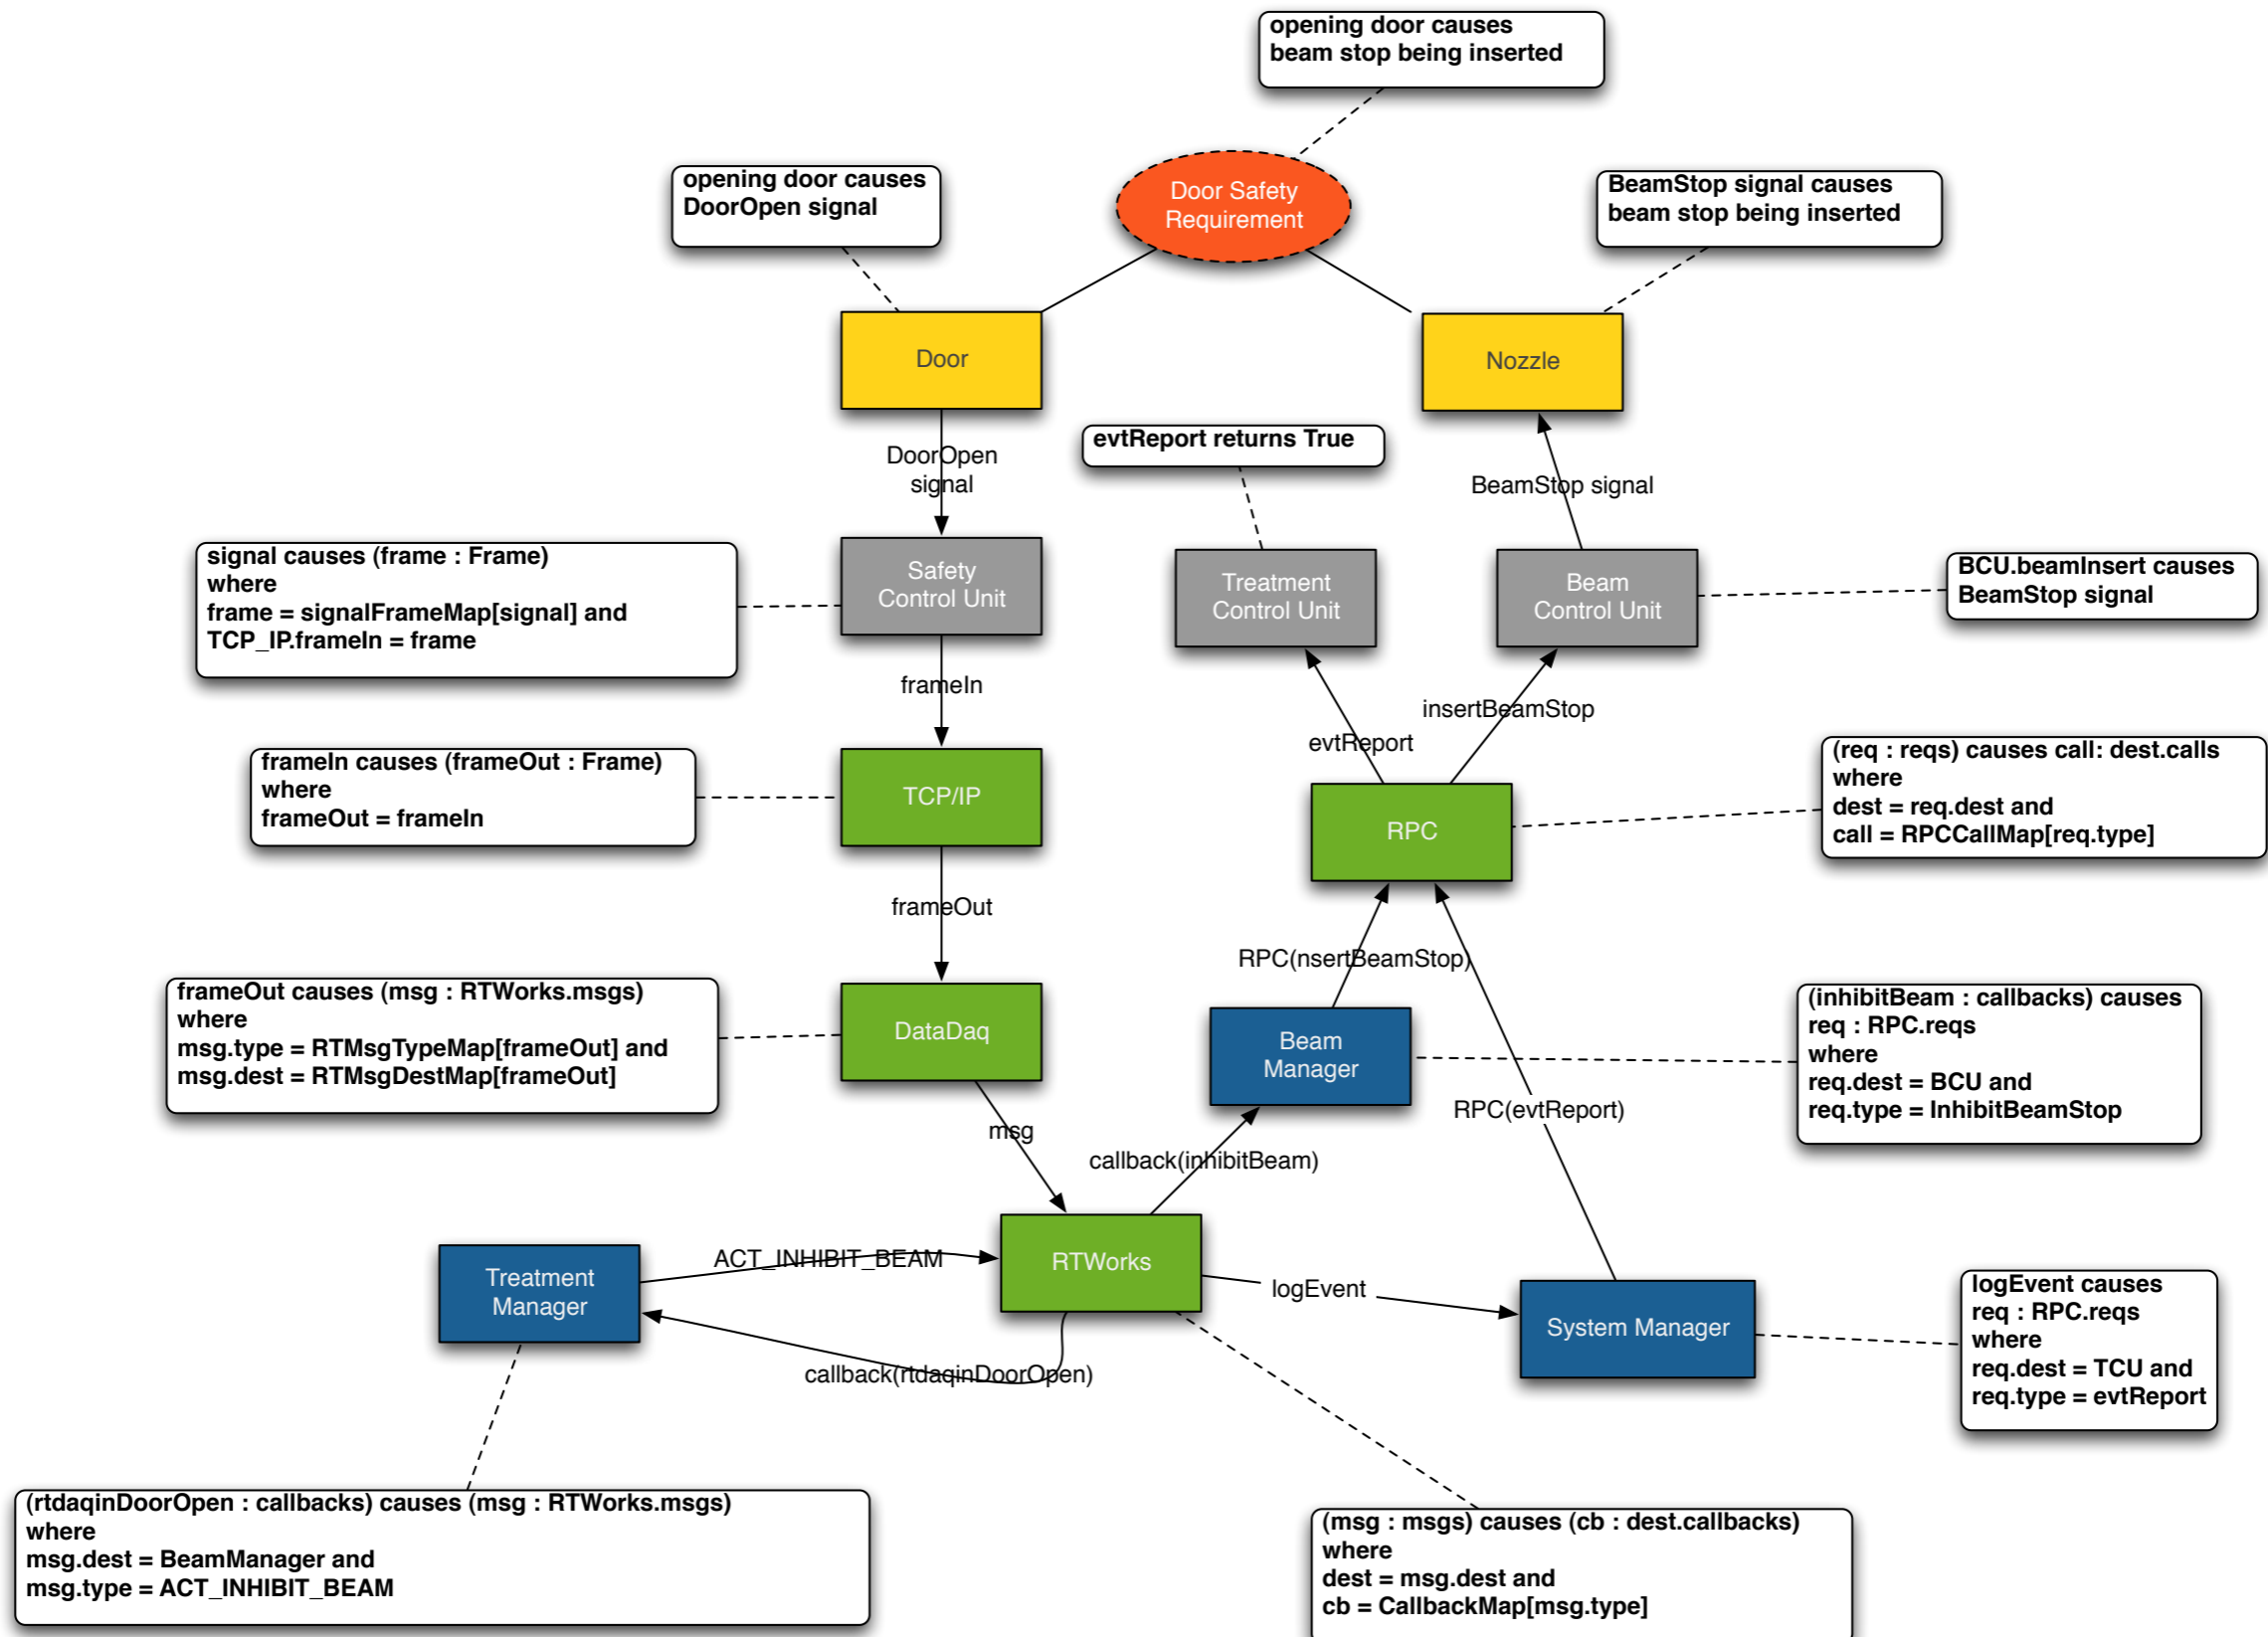 opening door causes
beam stop being inserted
opening door causes
DoorOpen signal
Door Safety
Requirement
BeamStop signal causes
beam stop being inserted
Door
Nozzle
evtReport returns True
DoorOpen
signal
BeamStop signal
signal causes (frame : Frame)
where
frame = signalFrameMap[signal] and
TCP_IP.frameIn = frame
Safety
Control Unit
Treatment
Control Unit
Beam
Control Unit
BCU.beamInsert causes
BeamStop signal
frameIn
insertBeamStop
evtReport
frameIn causes (frameOut : Frame)
where
frameOut = frameIn
TCP/IP
RPC
(req : reqs) causes call: dest.calls
where
dest = req.dest and
call = RPCCallMap[req.type]
frameOut
RPC(nsertBeamStop)
frameOut causes (msg : RTWorks.msgs)
where
msg.type = RTMsgTypeMap[frameOut] and
msg.dest = RTMsgDestMap[frameOut]
DataDaq
Beam
Manager
(inhibitBeam : callbacks) causes
req : RPC.reqs
where
req.dest = BCU and
req.type = InhibitBeamStop
RPC(evtReport)
msg
callback(inhibitBeam)
Treatment
Manager
ACT_INHIBIT_BEAM
RTWorks
logEvent
System Manager
logEvent causes
req : RPC.reqs
where
req.dest = TCU and
req.type = evtReport
callback(rtdaqinDoorOpen)
(rtdaqinDoorOpen : callbacks) causes (msg : RTWorks.msgs)
where
msg.dest = BeamManager and
msg.type = ACT_INHIBIT_BEAM
(msg : msgs) causes (cb : dest.callbacks)
where
dest = msg.dest and
cb = CallbackMap[msg.type]